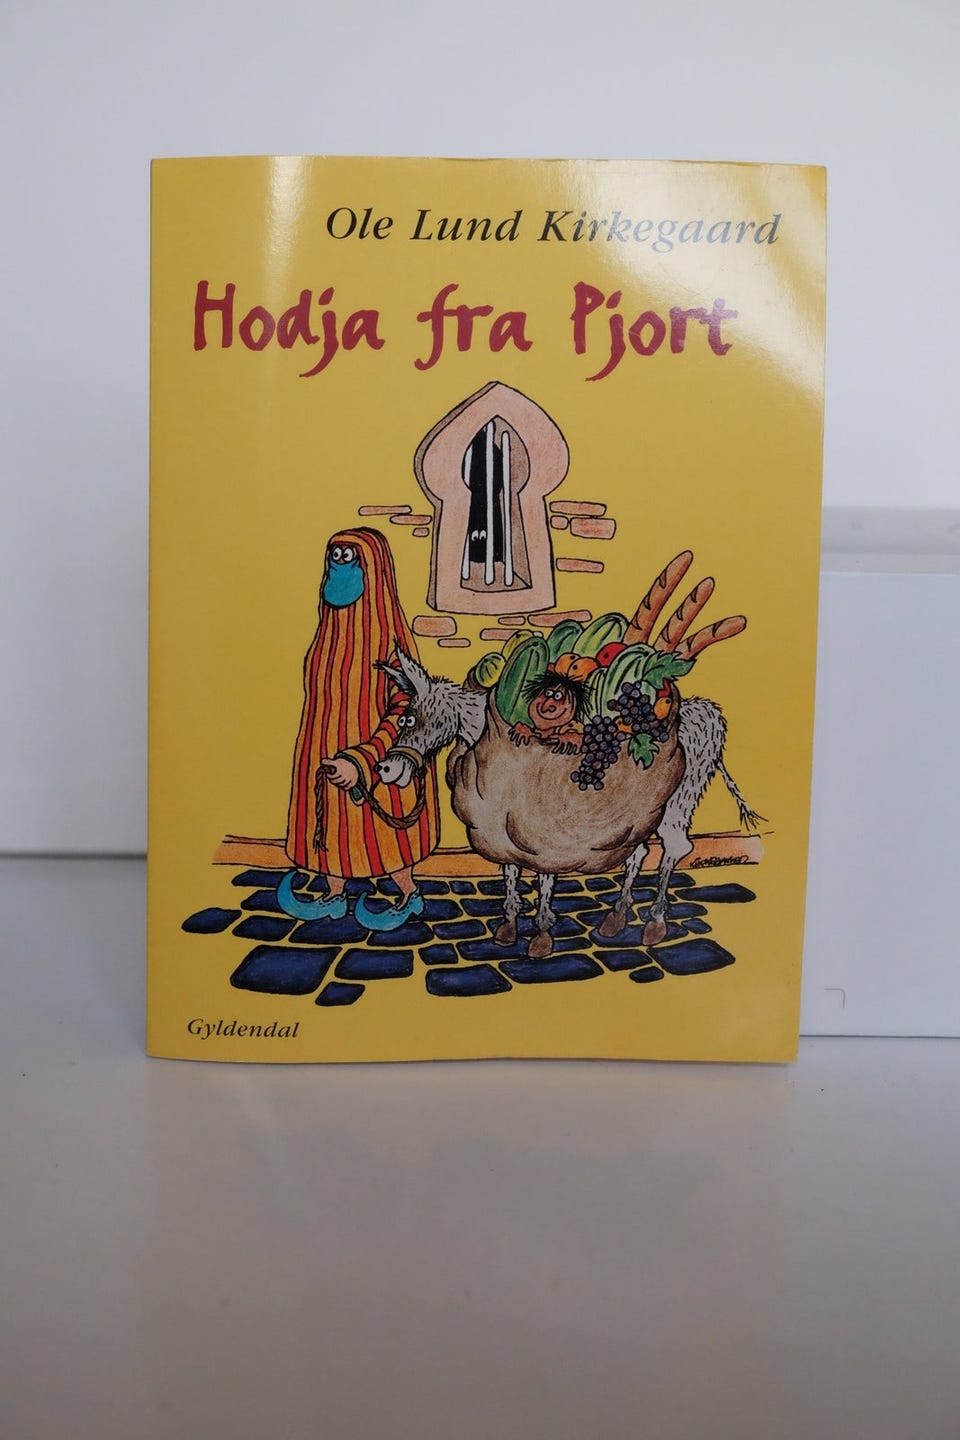 Ole Lund Kirkegaard
Hodja fra Pjort
Gyldendal